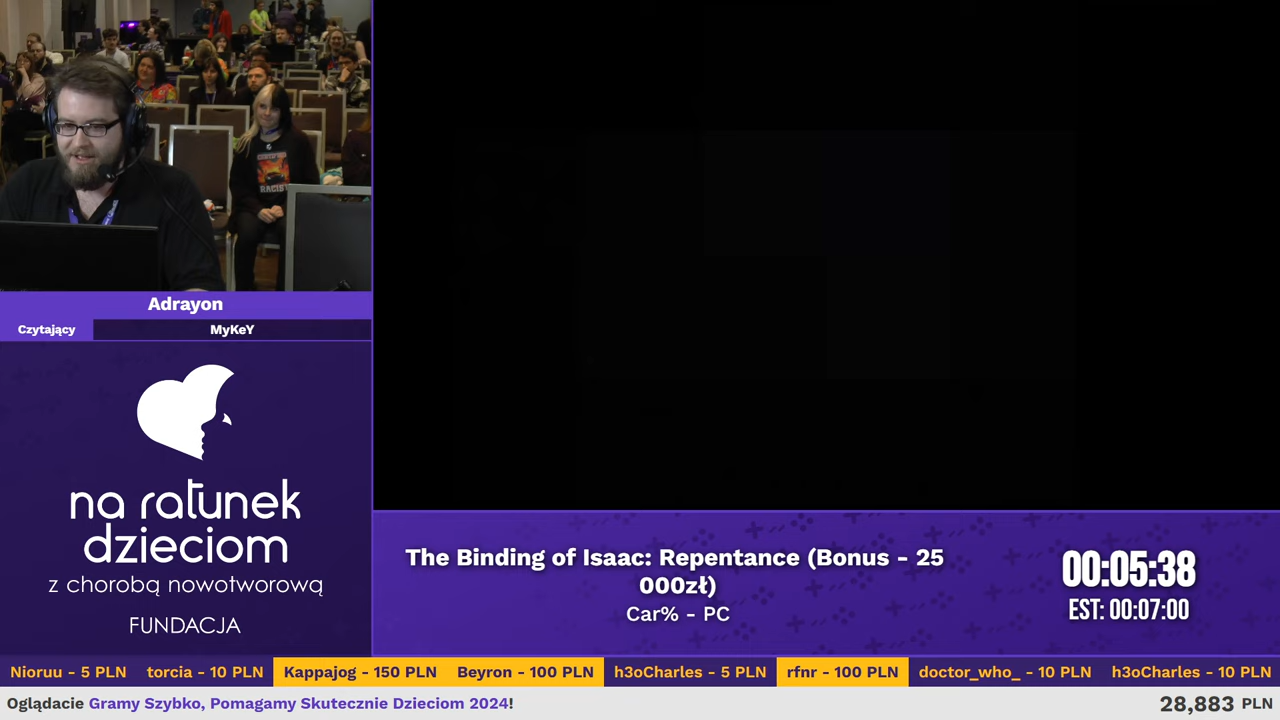 CERTIFIED
RACIST
Adrayon
Czytający
MyKeY
na ratunek
dzieciom
z chorobą nowotworową
FUNDACJA
The Binding of Isaac: Repentance (Bonus - 25
000zł)
Car% - PC
00:05:38
EST: 00:07:00
Nioruu - 5 PLN torcia - 10 PLN Kappajog - 150 PLN Beyron - 100 PLN h3oCharles - 5 PLN rfnr - 100 PLN doctor_who_ - 10 PLN h3oCharles - 10 PLN
Oglądacie Gramy Szybko, Pomagamy Skutecznie Dzieciom 2024!
28,883 PLN